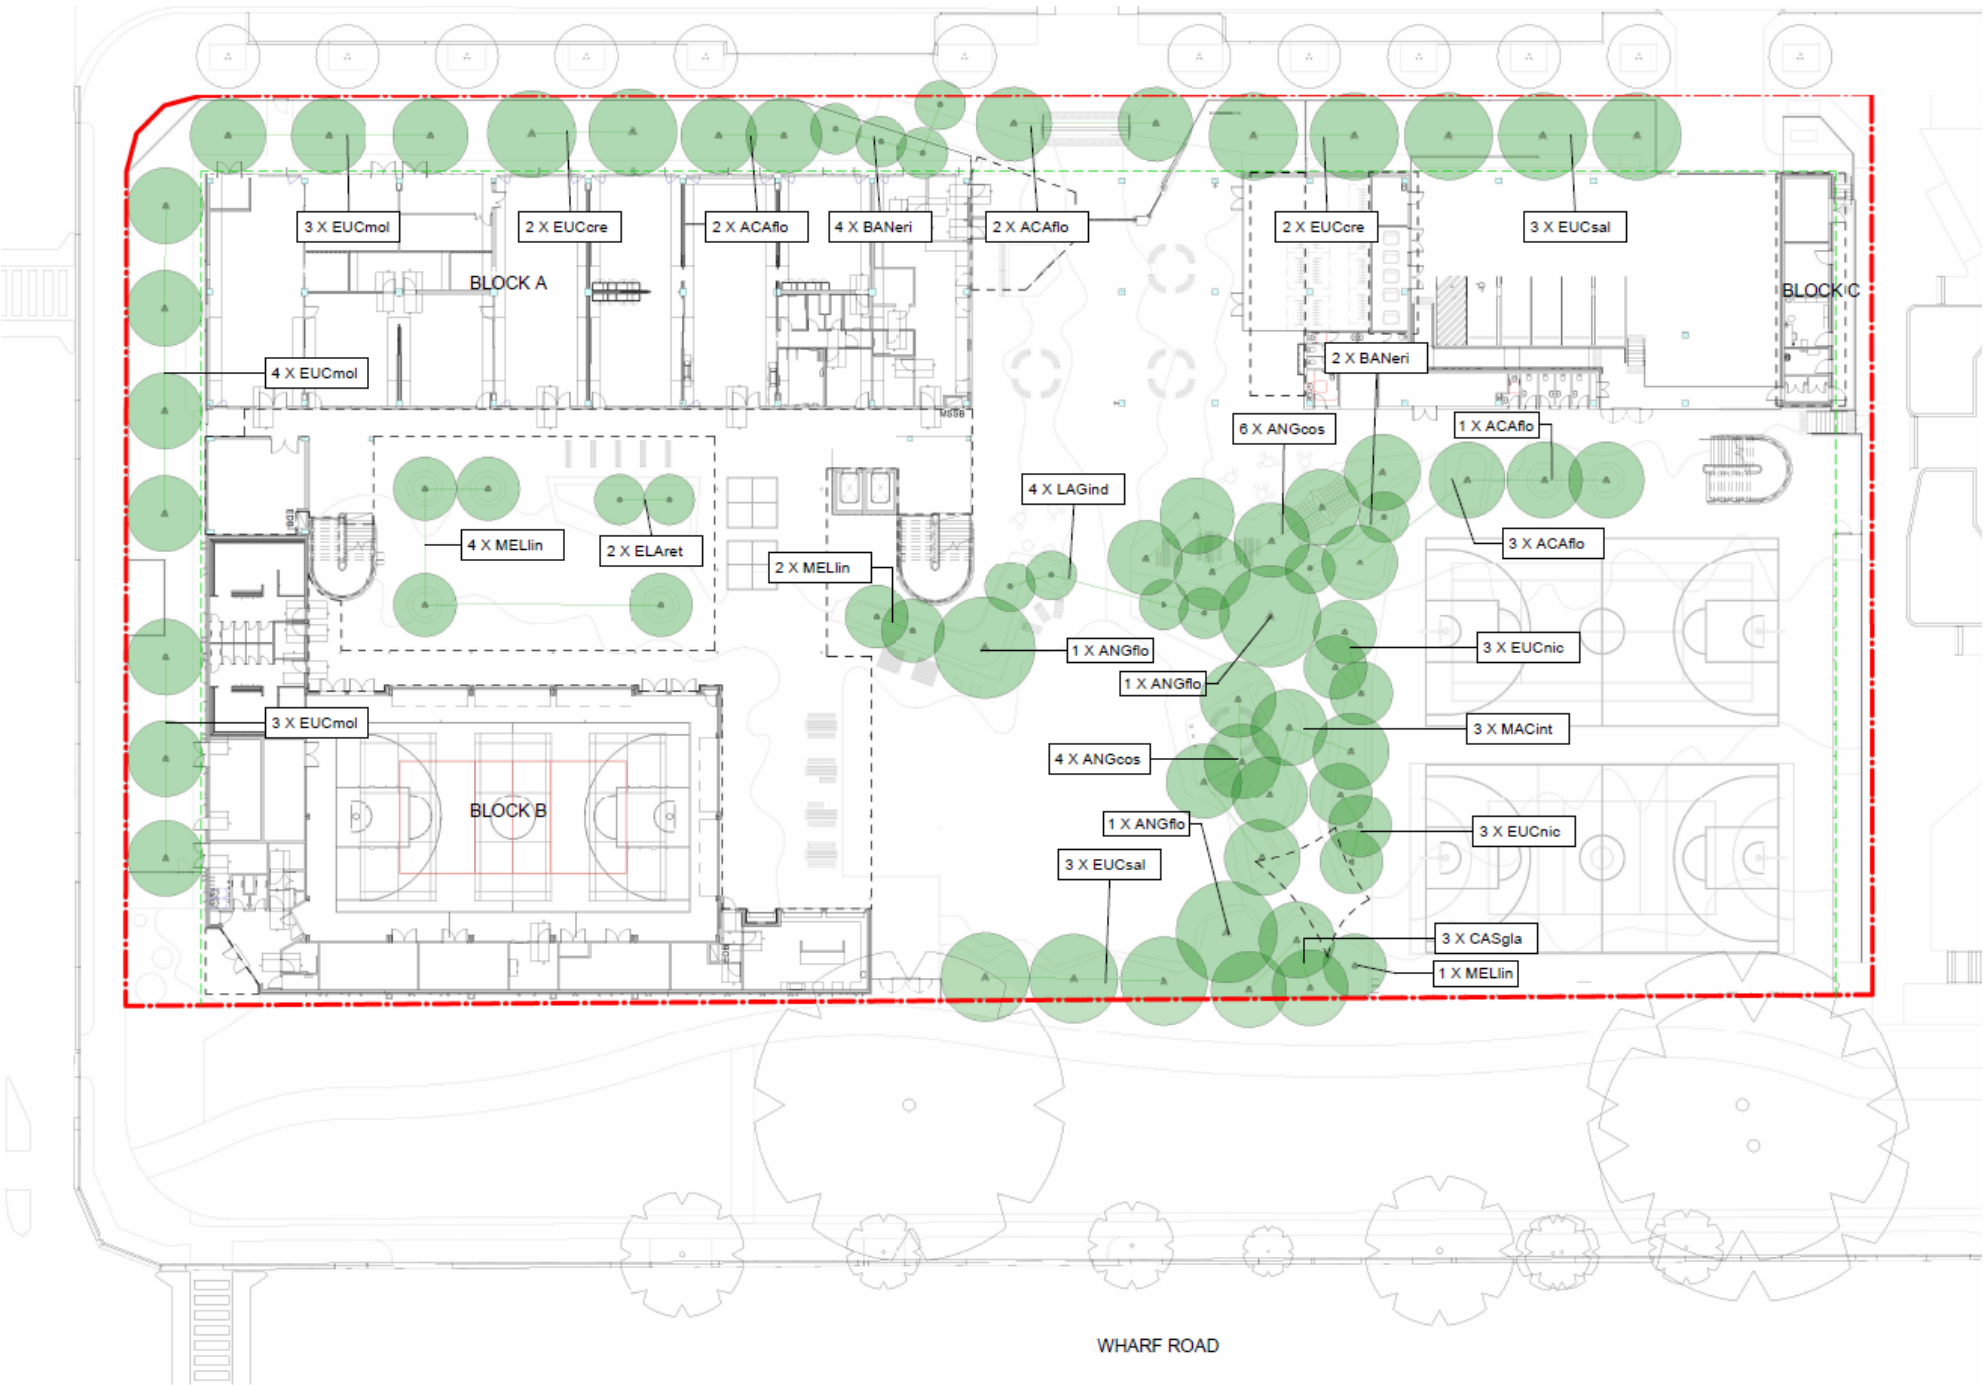 3 X EUCmol
2 X EUCcre
2 X ACAflo
4 X BANeri
2 X ACAflo
2 X EUCcre
3 X EUCsal
BLOCK A
BLOCK C
4 X EUCmol
2 X BANeri
MSSB
6 X ANGcos
1 X ACAflo
4 X LAGind
EDB
4 X MELlin
2 X ELAret
3 X ACAflo
2 X MELlin
1 X ANGflo
3 X EUCnic
1 X ANGflo
3 X EUCmol
3 X MACint
4 X ANGcos
BLOCK B
1 X ANGflo
3 X EUCnic
3 X EUCsal
3 X CASgla
EDB
1 X MELlin
WHARF ROAD